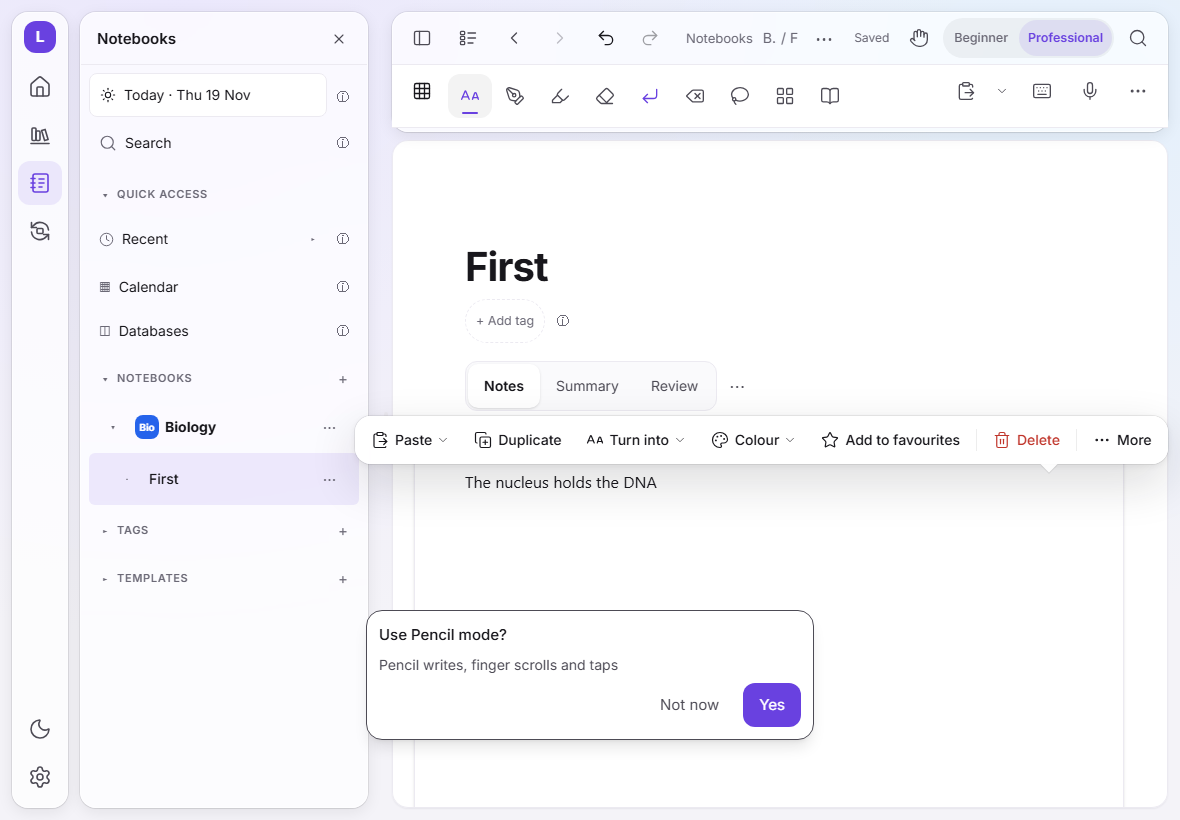 L
Notebooks
Today · Thu 19 Nov
Search
QUICK ACCESS
Recent
Calendar
Databases
NOTEBOOKS
Bio Biology
First
TAGS
TEMPLATES
Notebooks B. / F Saved Beginner Professional
AA
First
+ Add tag
Notes Summary Review
Paste Duplicate AA Turn into Colour Add to favourites Delete More
The nucleus holds the DNA
Use Pencil mode?
Pencil writes, finger scrolls and taps
Not now Yes